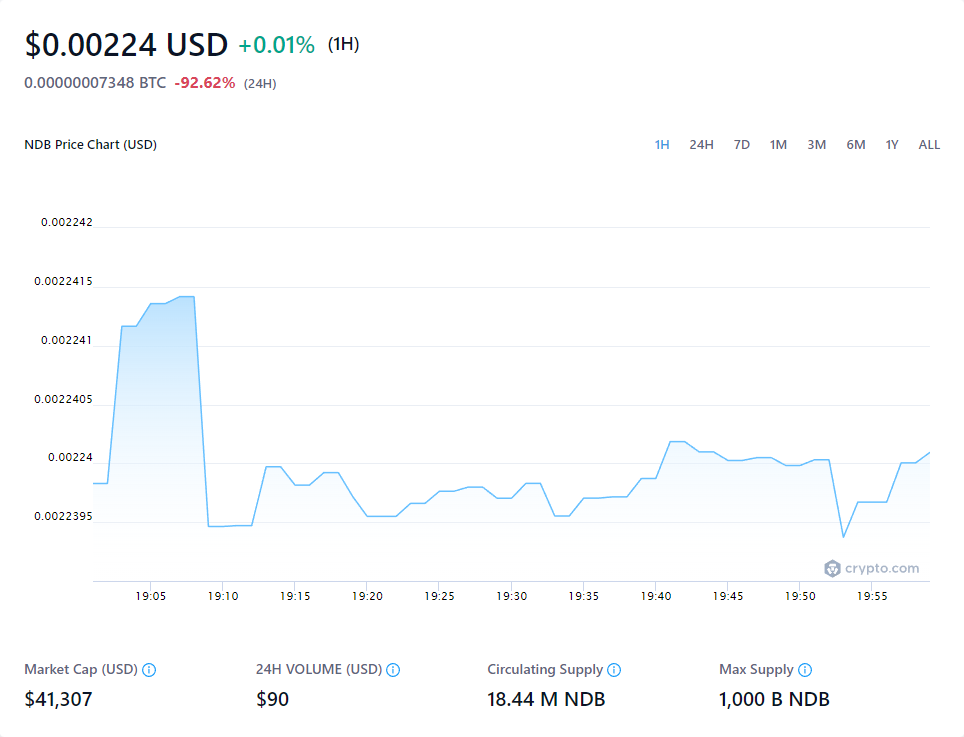 $0.00224 USD +0.01% (1H)
0.00000007348 BTC -92.62% (24H)
NDB Price Chart (USD) 1H 24H 7D 1M 3M 6M 1Y ALL
0.002242
0.0022415
0.002241
0.0022405
0.00224
0.0022395
crypto.com
19:05 19:10 19:15 19:20 19:25 19:30 19:35 19:40 19:45 19:50 19:55
Market Cap (USD) 24H VOLUME (USD) Circulating Supply Max Supply
$41,307 $90 18.44 M NDB 1,000 B NDB